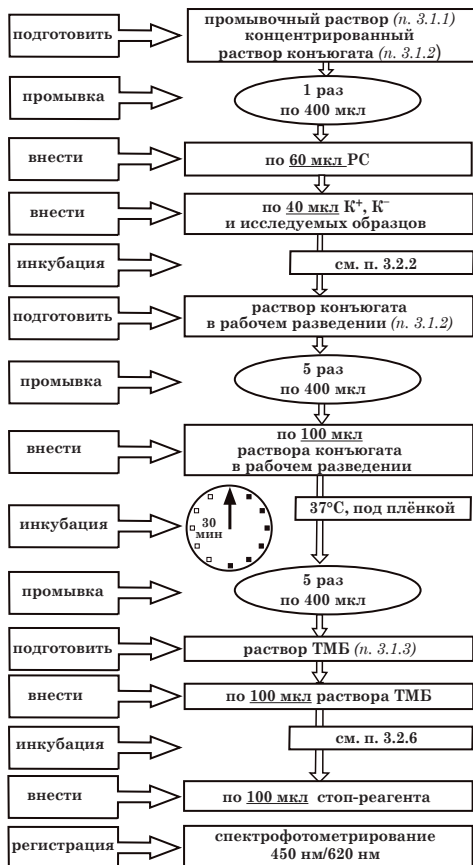 подготовить
промывочный раствор (п. 3.1.1)
концентрированный
раствор конъюгата (п. 3.1.2)
промывка
1 раз
по 400 мкл
внести
по 60 мкл РС
внести
по 40 мкл К⁺, К⁻
и исследуемых образцов
инкубация
см. п. 3.2.2
подготовить
раствор конъюгата
в рабочем разведении (п. 3.1.2)
промывка
5 раз
по 400 мкл
внести
по 100 мкл
раствора конъюгата
в рабочем разведении
инкубация
30
мин
37°С, под плёнкой
промывка
5 раз
по 400 мкл
подготовить
раствор ТМБ (п. 3.1.3)
внести
по 100 мкл раствора ТМБ
инкубация
см. п. 3.2.6
внести
по 100 мкл стоп-реагента
регистрация
спектрофотометрирование
450 нм/620 нм